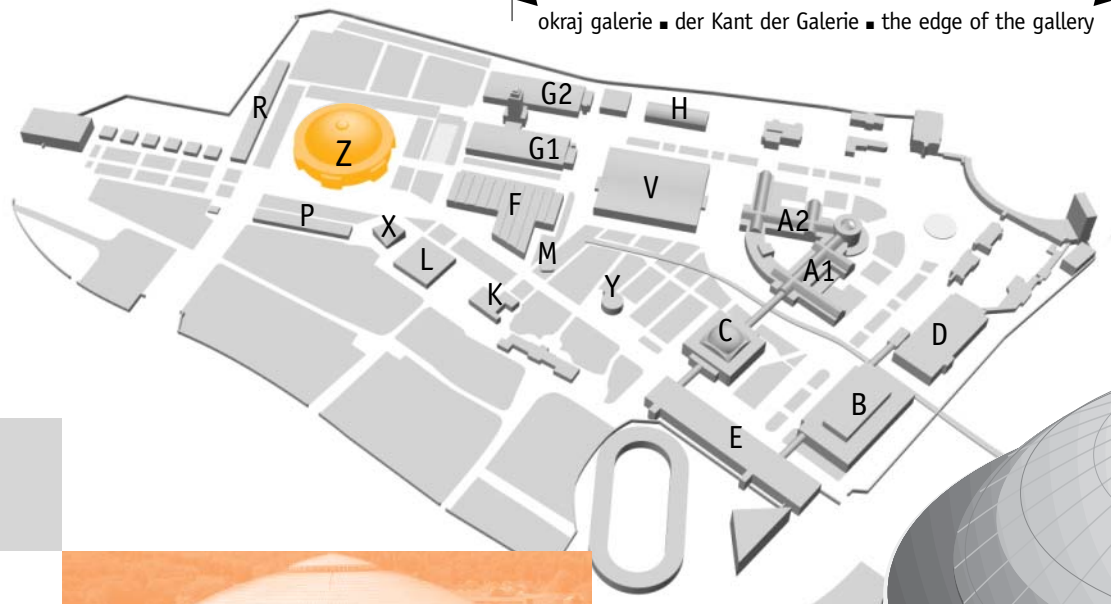 okraj galerie ■ der Kant der Galerie ■ the edge of the gallery
G2
R
H
Z
G1
V
F
P
A2
X
M
L
A1
Y
K
C
D
B
E